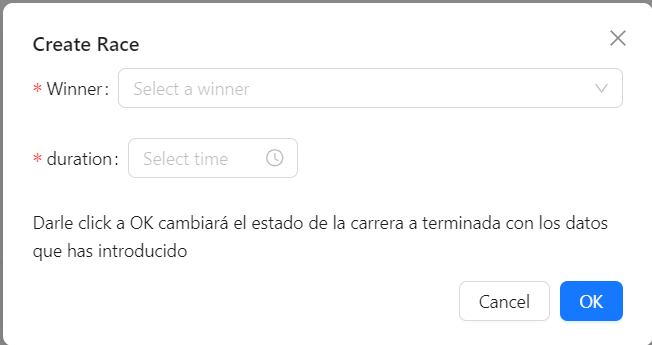 Create Race
* Winner: Select a winner
* duration: Select time
Darle click a OK cambiará el estado de la carrera a terminada con los datos
que has introducido
Cancel OK